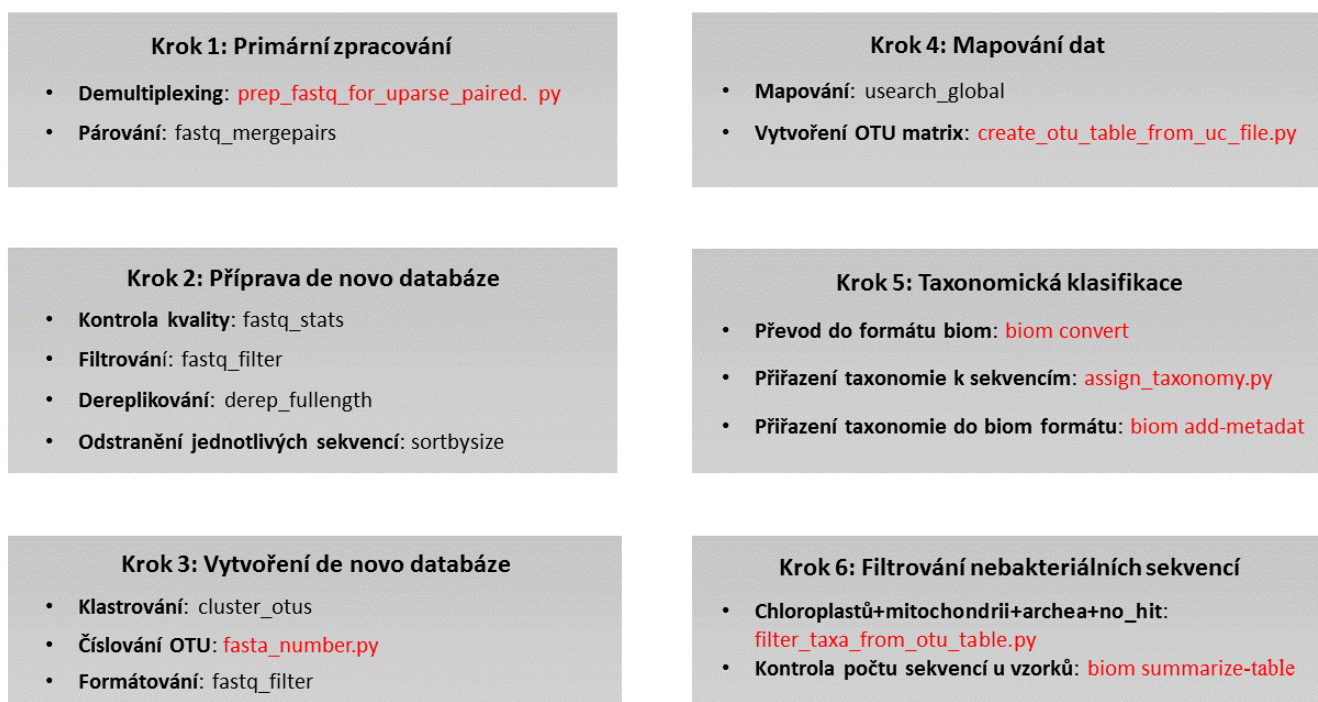 Krok 1: Primární zpracování
• Demultiplexing: prep_fastq_for_uparse_paired. py
• Párování: fastq_mergepairs
Krok 2: Příprava de novo databáze
• Kontrola kvality: fastq_stats
• Filtrování: fastq_filter
• Dereplikování: derep_fullength
• Odstranění jednotlivých sekvencí: sortbysize
Krok 3: Vytvoření de novo databáze
• Klastrování: cluster_otus
• Číslování OTU: fasta_number.py
• Formátování: fastq_filter
Krok 4: Mapování dat
• Mapování: usearch_global
• Vytvoření OTU matrix: create_otu_table_from_uc_file.py
Krok 5: Taxonomická klasifikace
• Převod do formátu biom: biom convert
• Přiřazení taxonomie k sekvencím: assign_taxonomy.py
• Přiřazení taxonomie do biom formátu: biom add-metadat
Krok 6: Filtrování nebakteriálních sekvencí
• Chloroplastů+mitochondrii+archea+no_hit:
filter_taxa_from_otu_table.py
• Kontrola počtu sekvencí u vzorků: biom summarize-table